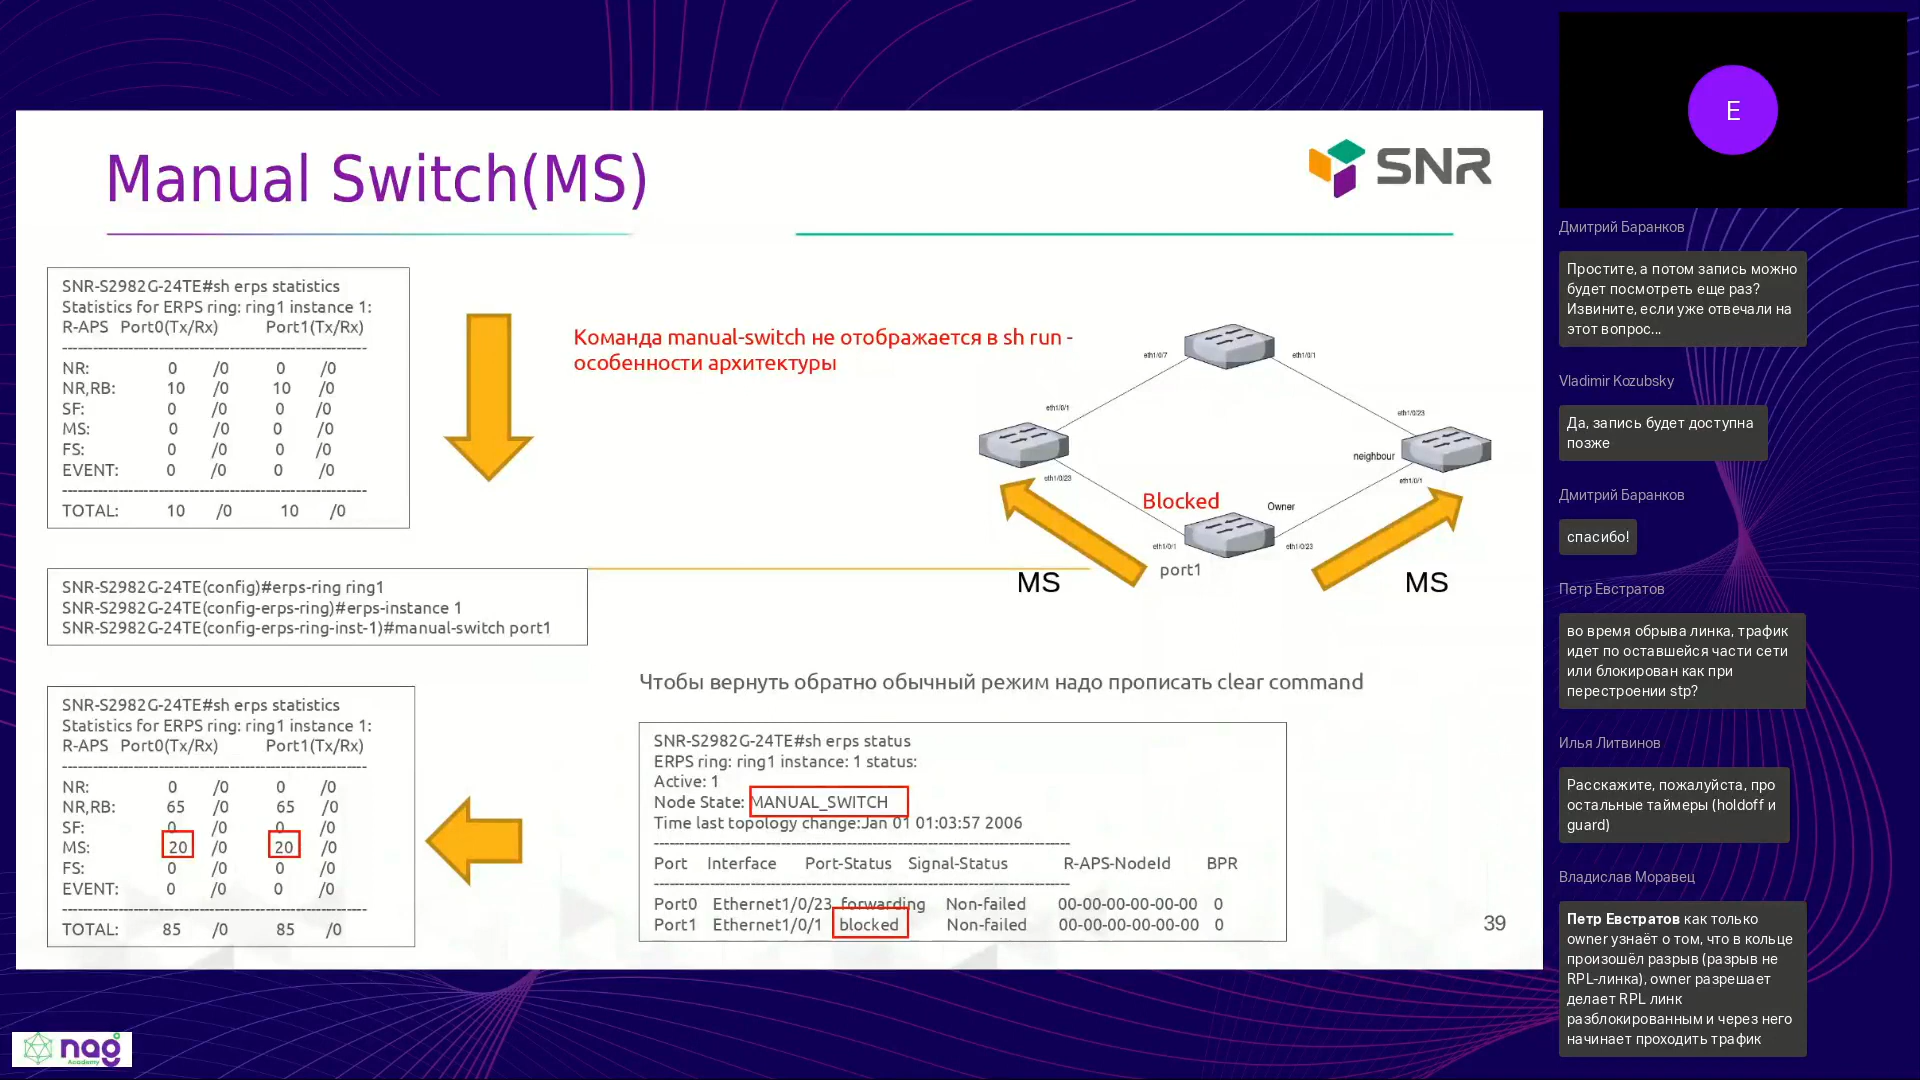 Manual Switch(MS)
SNR
SNR-S2982G-24TE#sh erps statistics
Statistics for ERPS ring: ring1 instance 1:
R-APS Port0(Tx/Rx) Port1(Tx/Rx)
--------------------------------------------------------------
NR: 0 /0 0 /0
NR,RB: 10 /0 10 /0
SF: 0 /0 0 /0
MS: 0 /0 0 /0
FS: 0 /0 0 /0
EVENT: 0 /0 0 /0
--------------------------------------------------------------
TOTAL: 10 /0 10 /0
Команда manual-switch не отображается в sh run -
особенности архитектуры
eth1/0/7
eth1/0/1
eth1/0/1
eth1/0/23
neighbour
eth1/0/23
eth1/0/1
Blocked
Owner
eth1/0/1
eth1/0/23
port1
MS
MS
SNR-S2982G-24TE(config)#erps-ring ring1
SNR-S2982G-24TE(config-erps-ring)#erps-instance 1
SNR-S2982G-24TE(config-erps-ring-inst-1)#manual-switch port1
Чтобы вернуть обратно обычный режим надо прописать clear command
SNR-S2982G-24TE#sh erps statistics
Statistics for ERPS ring: ring1 instance 1:
R-APS Port0(Tx/Rx) Port1(Tx/Rx)
--------------------------------------------------------------
NR: 0 /0 0 /0
NR,RB: 65 /0 65 /0
SF: 0 /0 0 /0
MS: 20 /0 20 /0
FS: 0 /0 0 /0
EVENT: 0 /0 0 /0
--------------------------------------------------------------
TOTAL: 85 /0 85 /0
SNR-S2982G-24TE#sh erps status
ERPS ring: ring1 instance: 1 status:
Active: 1
Node State: MANUAL_SWITCH
Time last topology change:Jan 01 01:03:57 2006
--------------------------------------------------------------
Port Interface Port-Status Signal-Status R-APS-NodeId BPR
--------------------------------------------------------------
Port0 Ethernet1/0/23 forwarding Non-failed 00-00-00-00-00-00 0
Port1 Ethernet1/0/1 blocked Non-failed 00-00-00-00-00-00 0
39
nag
Academy
E
Дмитрий Баранков
Простите, а потом запись можно
будет посмотреть еще раз?
Извините, если уже отвечали на
этот вопрос...
Vladimir Kozubsky
Да, запись будет доступна
позже
Дмитрий Баранков
спасибо!
Петр Евстратов
во время обрыва линка, трафик
идет по оставшейся части сети
или блокирован как при
перестроении stp?
Илья Литвинов
Расскажите, пожалуйста, про
остальные таймеры (holdoff и
guard)
Владислав Моравец
Петр Евстратов как только
owner узнаёт о том, что в кольце
произошёл разрыв (разрыв не
RPL-линка), owner разрешает
делает RPL линк
разблокированным и через него
начинает проходить трафик